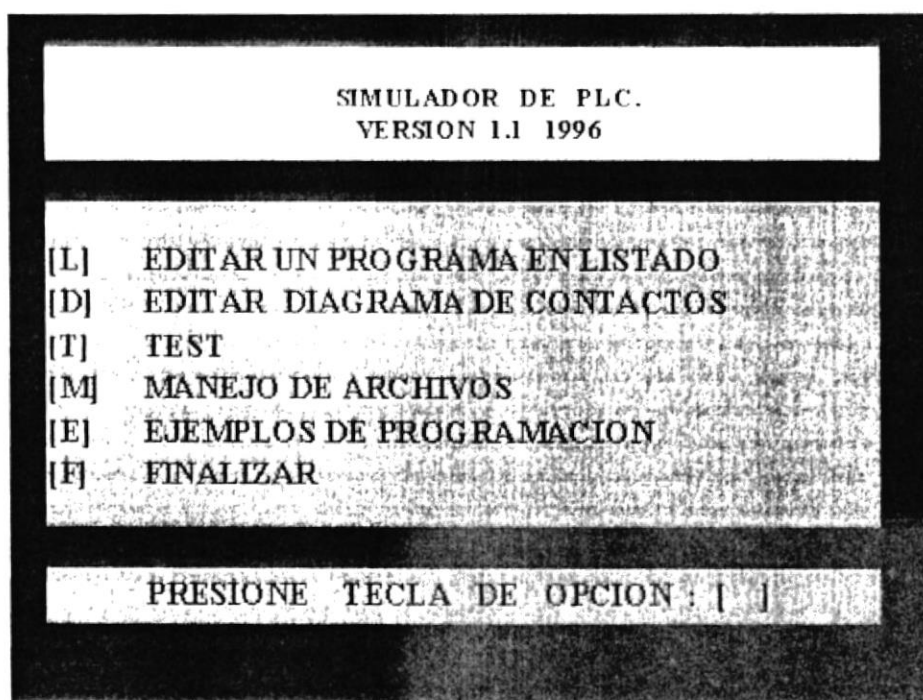 SIMULADOR DE PLC.
VERSION 1.1 1996
[L] EDITAR UN PROGRAMA EN LISTADO
[D] EDITAR DIAGRAMA DE CONTACTOS
[T] TEST
[M] MANEJO DE ARCHIVOS
[E] EJEMPLOS DE PROGRAMACION
[F] FINALIZAR
PRESIONE TECLA DE OPCION : [ ]